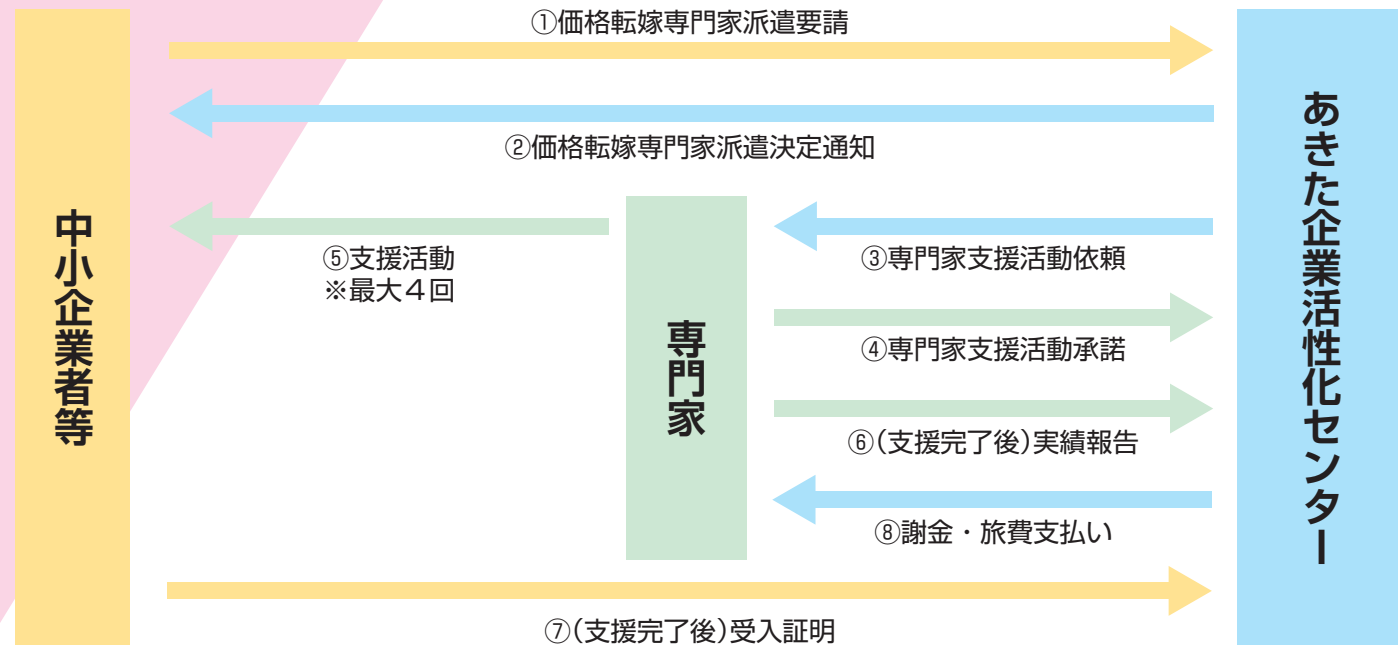 ①価格転嫁専門家派遣要請
②価格転嫁専門家派遣決定通知
中小企業者等
⑤支援活動
※最大４回
専門家
③専門家支援活動依頼
④専門家支援活動承諾
⑥(支援完了後)実績報告
⑧謝金・旅費支払い
⑦(支援完了後)受入証明
あきた企業活性化センター